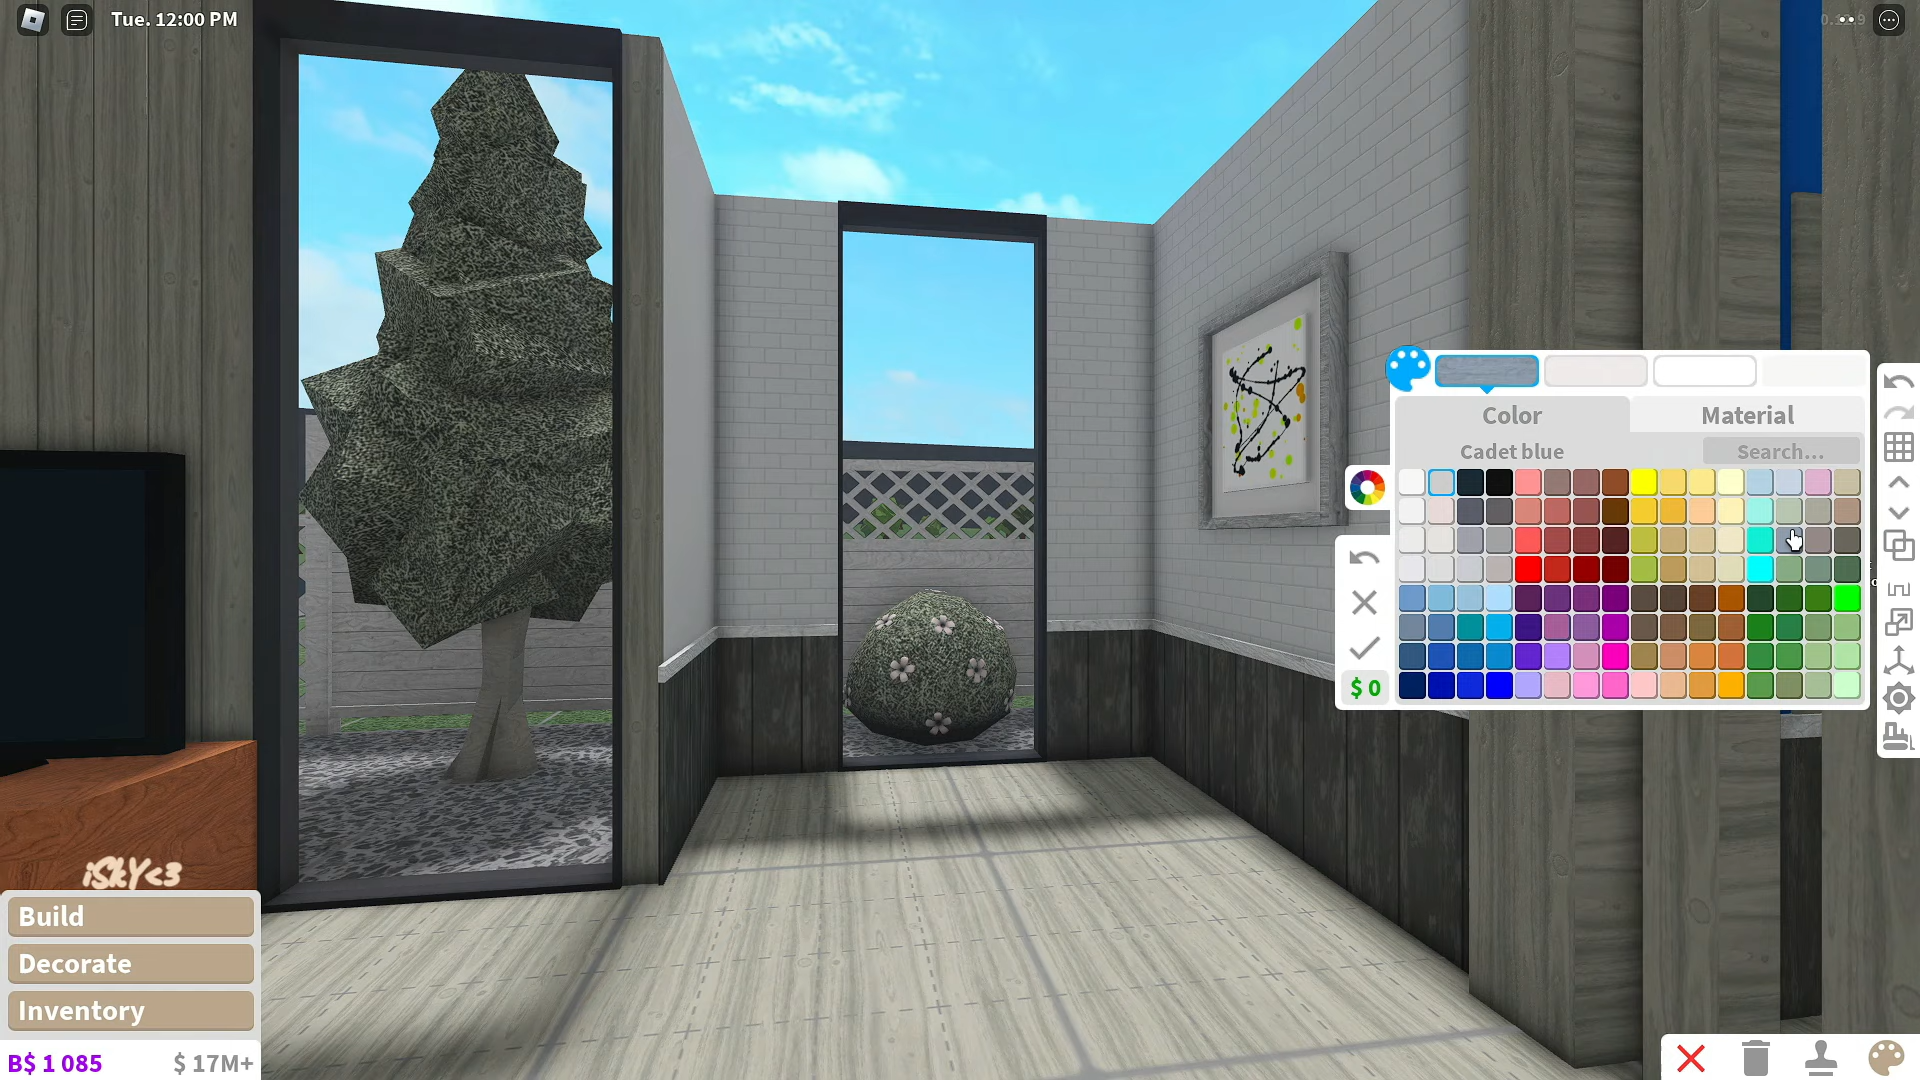 Tue. 12:00 PM
Color
Material
Cadet blue
Search...
$ 0
iSkY<3
Build
Decorate
Inventory
B$ 1 085
$ 17M+